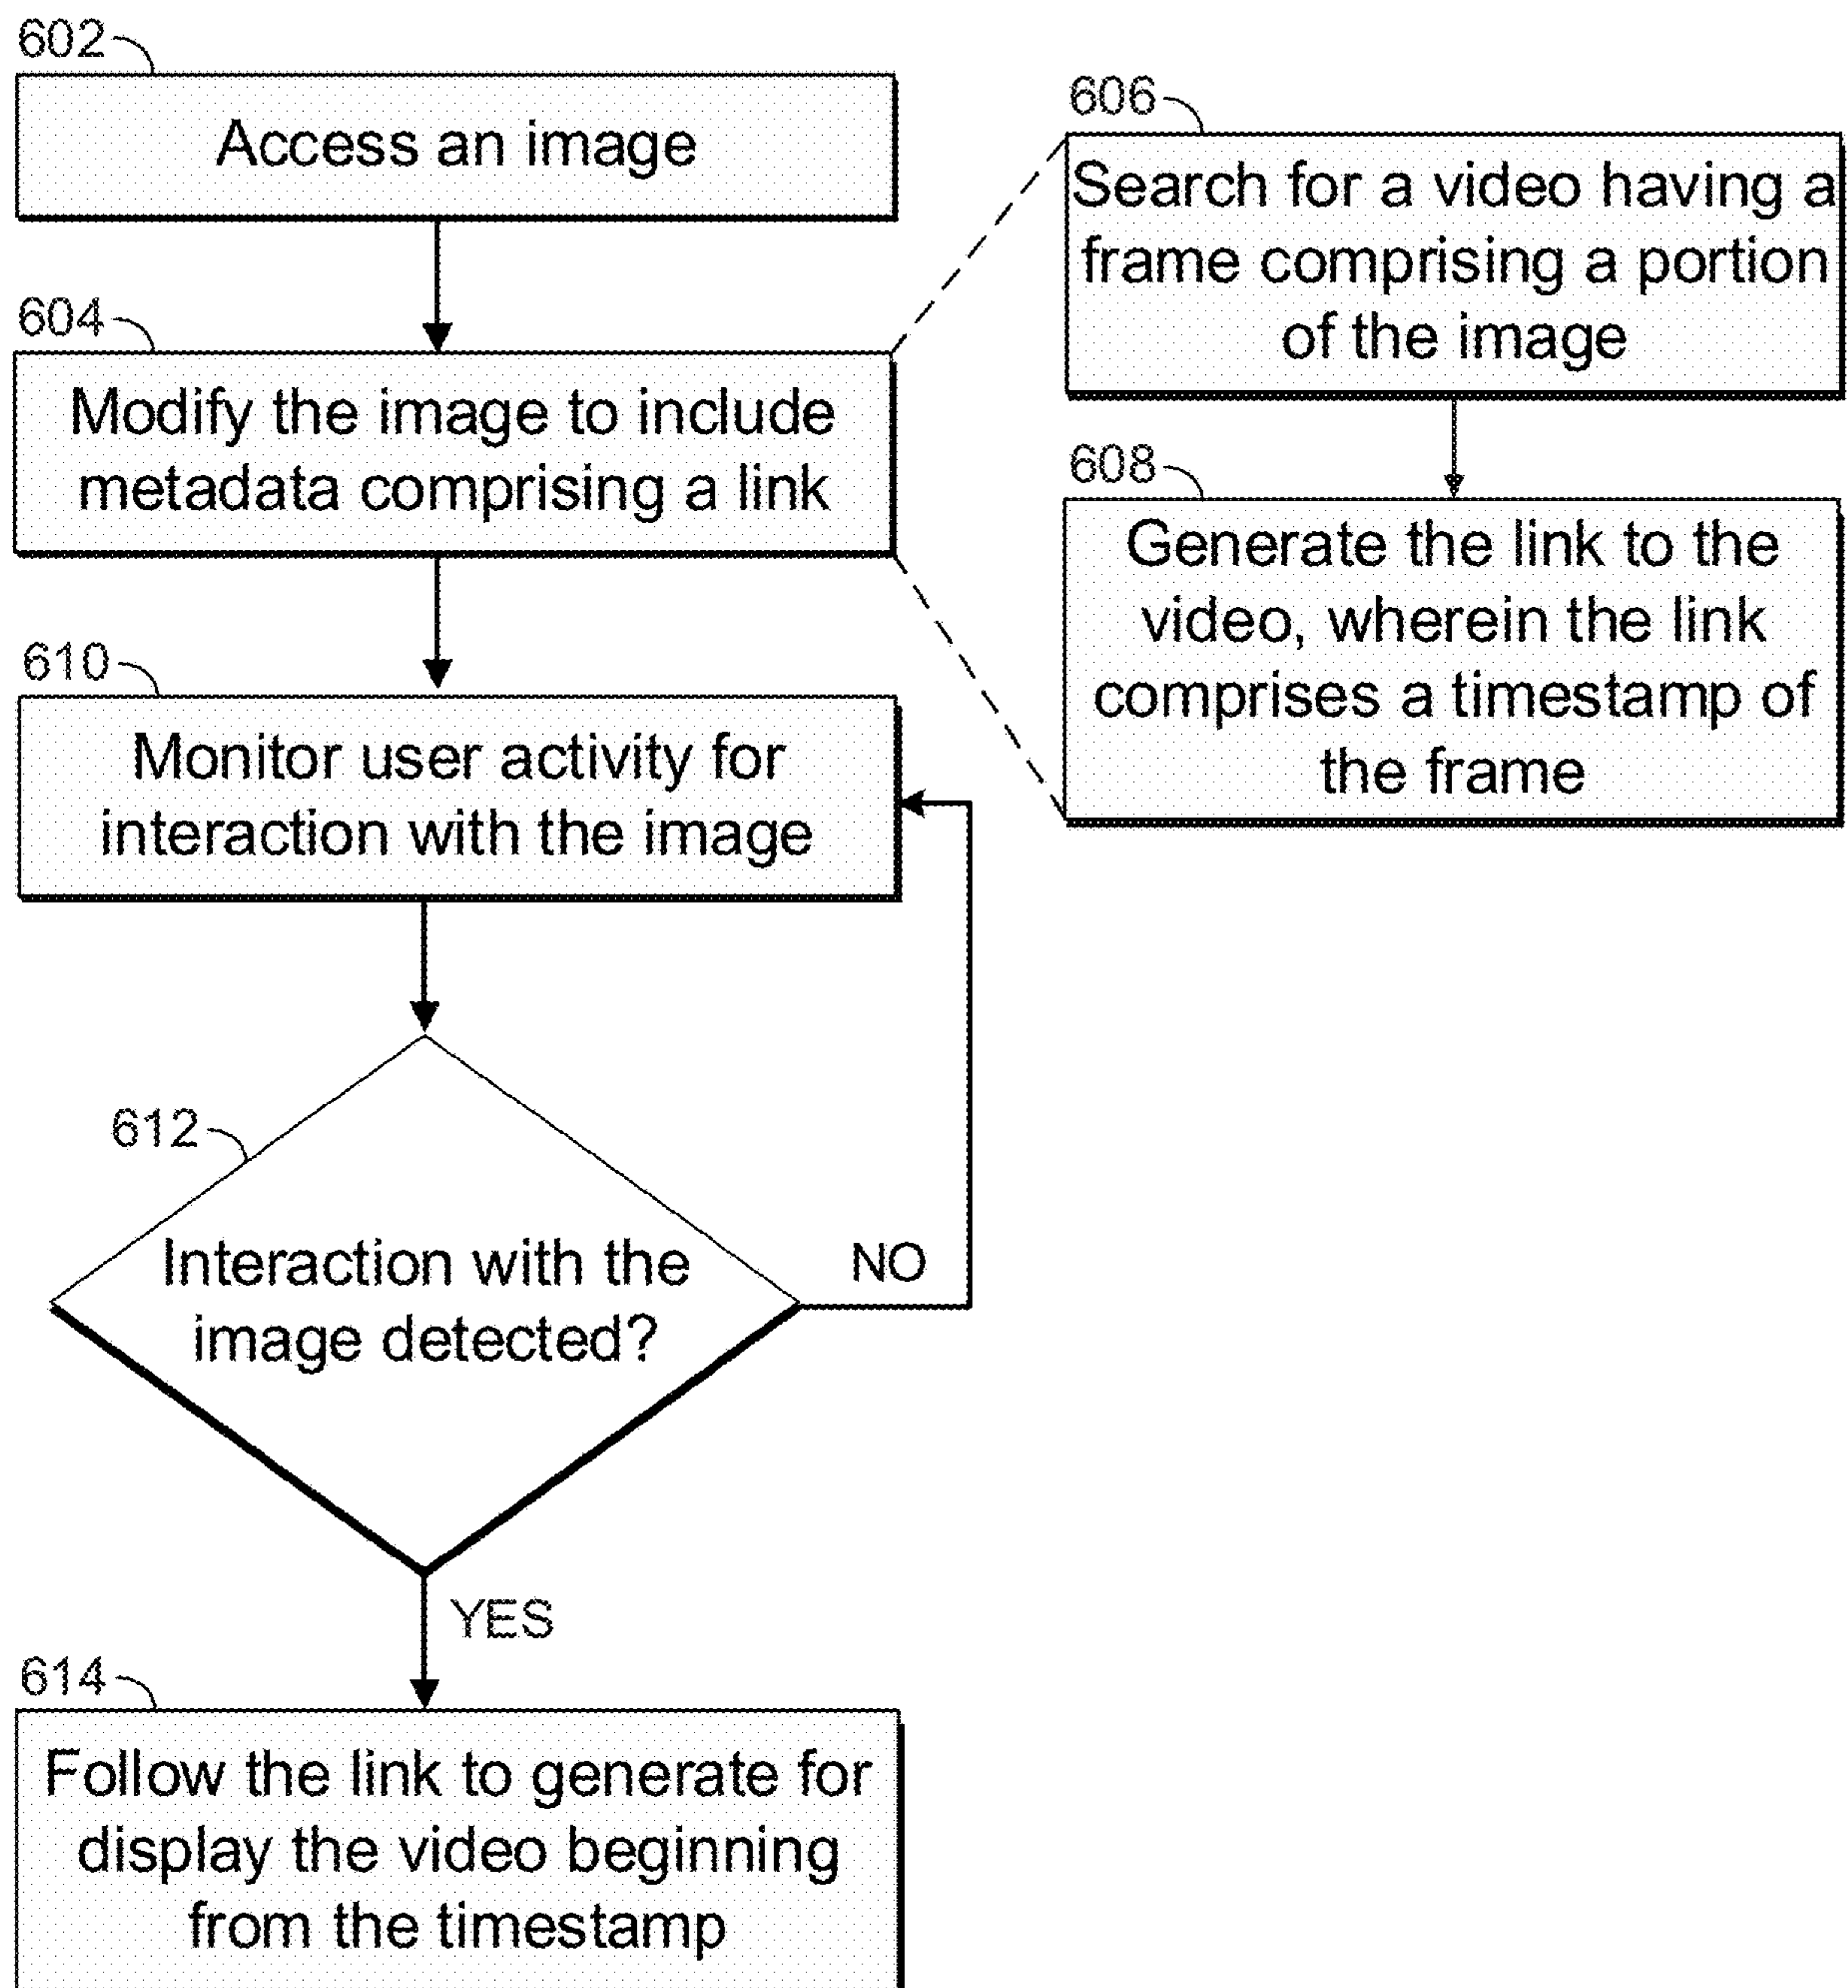 602
Access an image
604
Modify the image to include
metadata comprising a link
606
Search for a video having a
frame comprising a portion
of the image
608
Generate the link to the
video, wherein the link
comprises a timestamp of
the frame
610
Monitor user activity for
interaction with the image
612
Interaction with the
image detected?
NO
YES
614
Follow the link to generate for
display the video beginning
from the timestamp